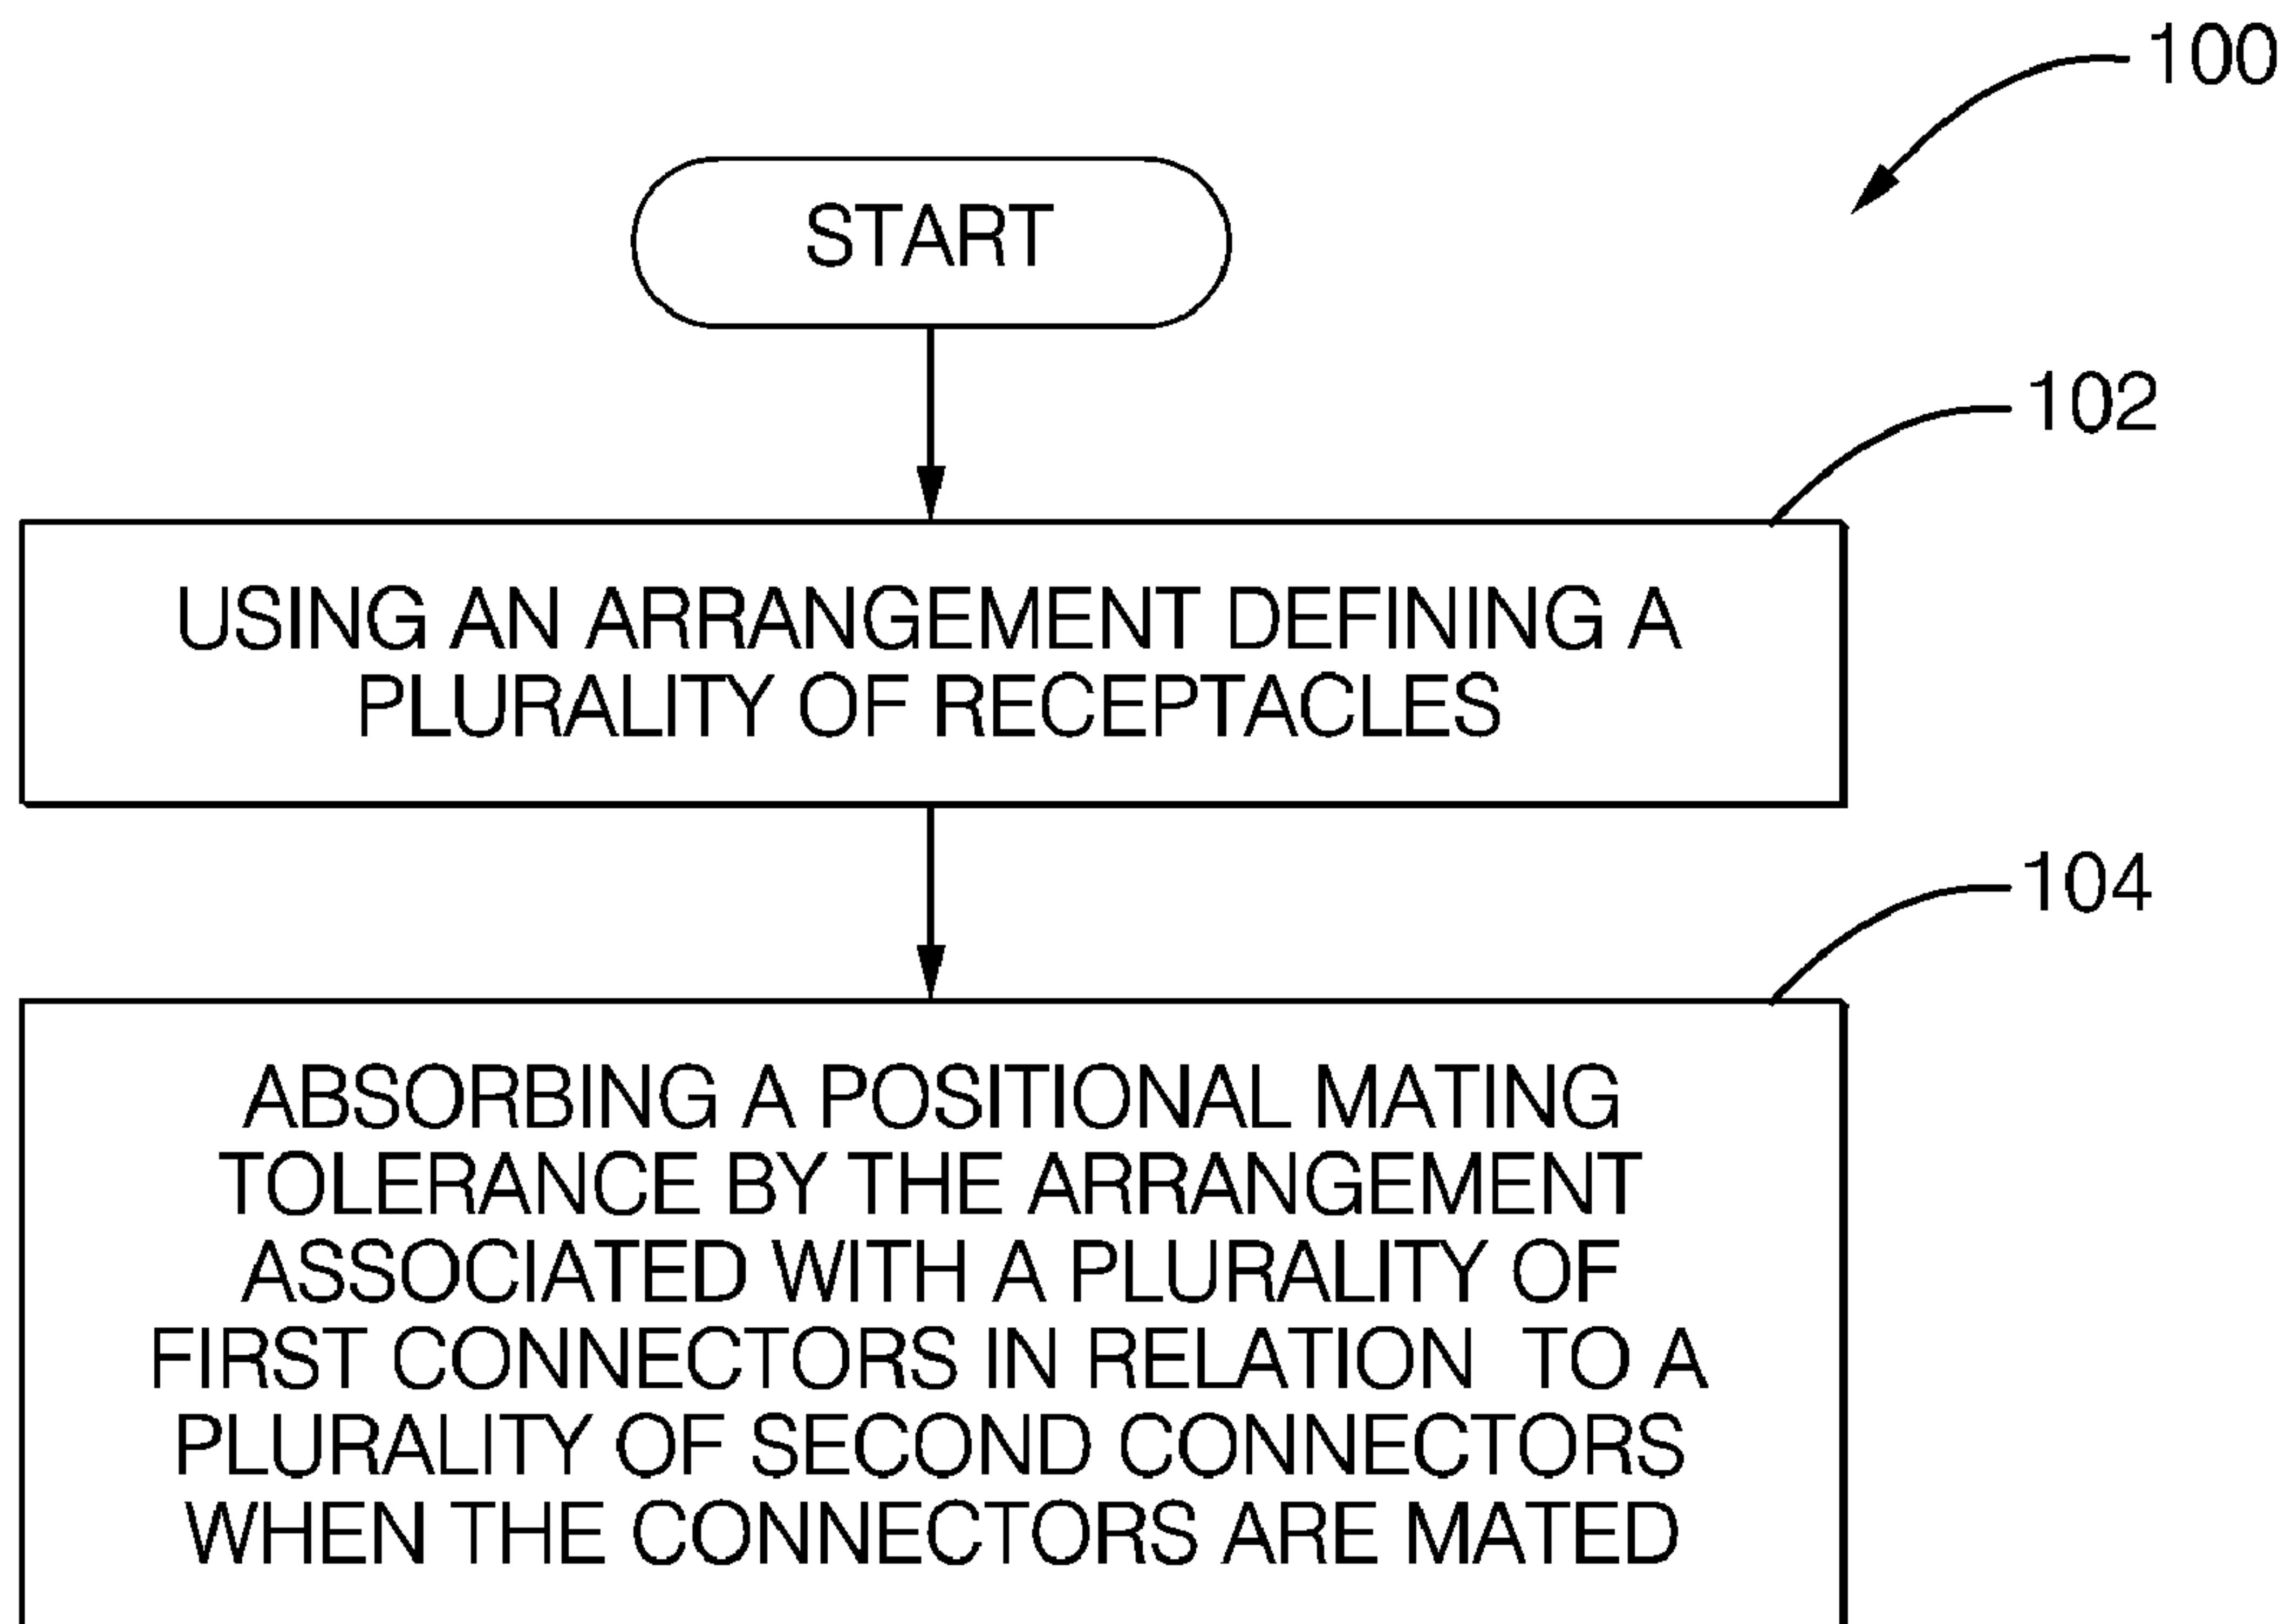 100
START
102
USING AN ARRANGEMENT DEFINING A
PLURALITY OF RECEPTACLES
104
ABSORBING A POSITIONAL MATING
TOLERANCE BY THE ARRANGEMENT
ASSOCIATED WITH A PLURALITY OF
FIRST CONNECTORS IN RELATION TO A
PLURALITY OF SECOND CONNECTORS
WHEN THE CONNECTORS ARE MATED